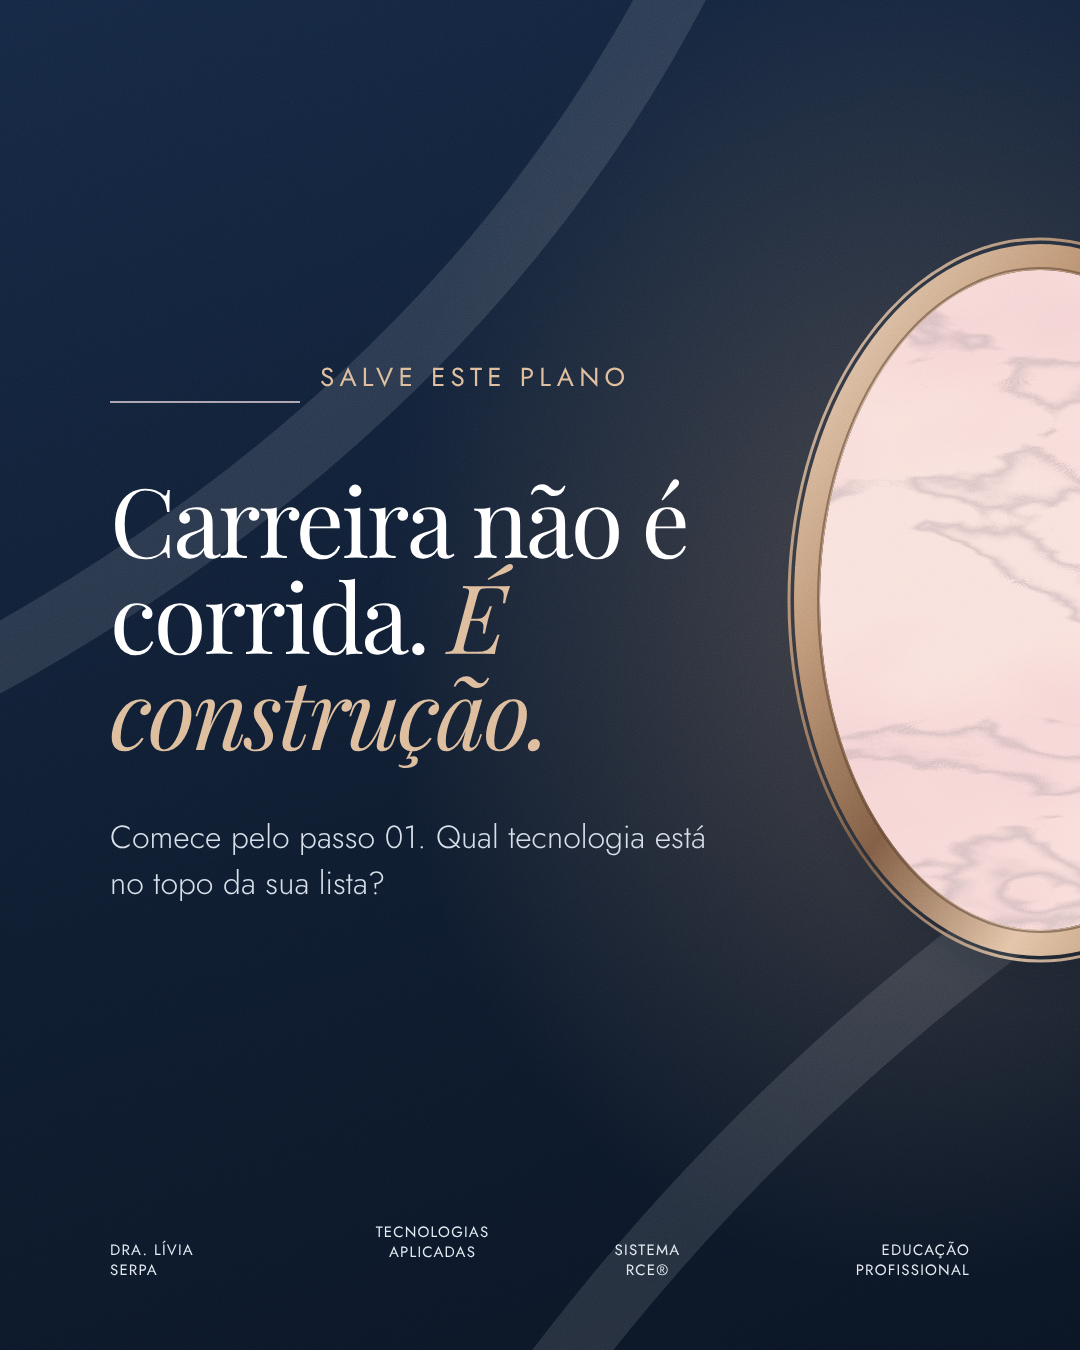 SALVE ESTE PLANO
Carreira não é
corrida. É
construção.
Comece pelo passo 01. Qual tecnologia está
no topo da sua lista?
DRA. LÍVIA
SERPA
TECNOLOGIAS
APLICADAS
SISTEMA
RCE®
EDUCAÇÃO
PROFISSIONAL